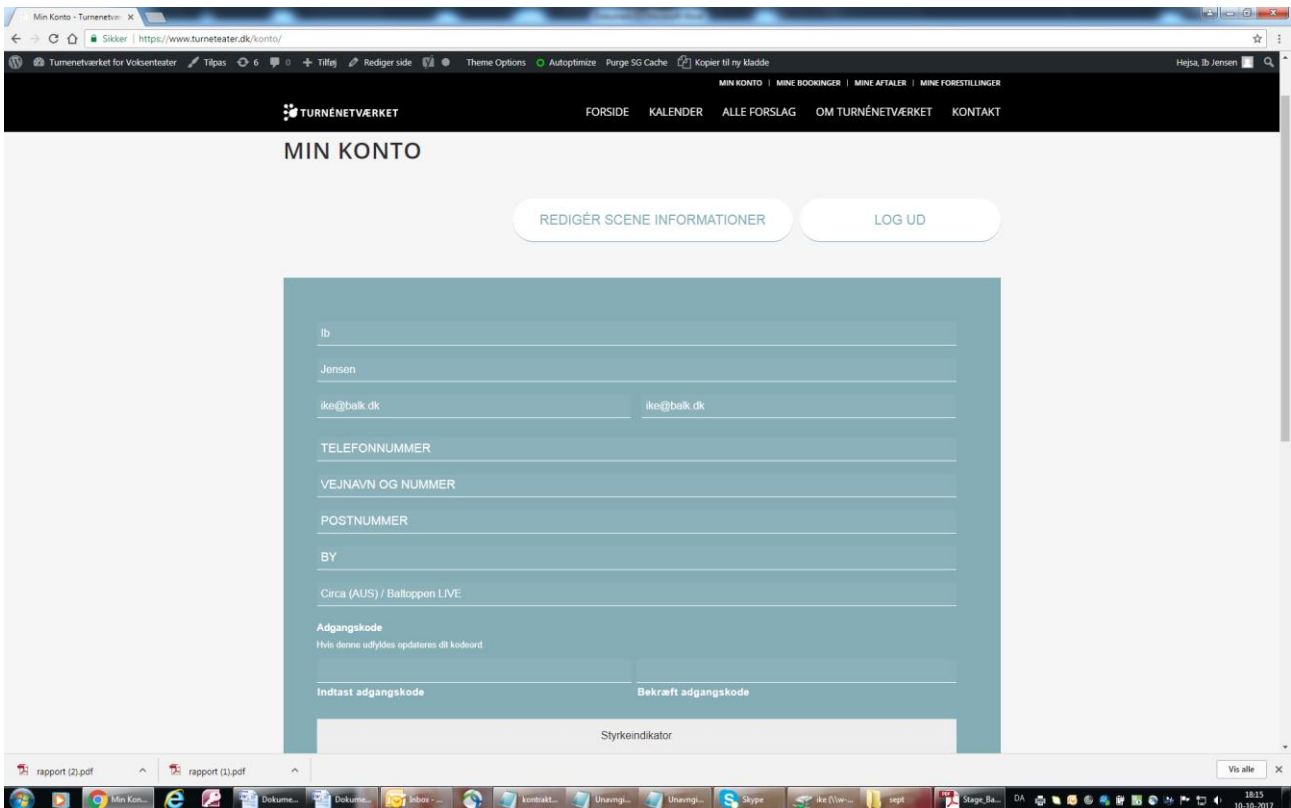 Min Konto - Turnenetvæ
Sikker | https://www.turneteater.dk/konto/
Turnenetværket for Voksenteater Tilpas 6 0 Tilføj Rediger side Theme Options Autoptimize Purge SG Cache Kopier til ny kladde Hejsa, Ib Jensen
MIN KONTO | MINE BOOKINGER | MINE AFTALER | MINE FORESTILLINGER
TURNÉNETVÆRKET FORSIDE KALENDER ALLE FORSLAG OM TURNÉNETVÆRKET KONTAKT
MIN KONTO
REDIGÉR SCENE INFORMATIONER LOG UD
Ib
Jensen
ike@balk.dk ike@balk.dk
TELEFONNUMMER
VEJNAVN OG NUMMER
POSTNUMMER
BY
Circa (AUS) / Baltoppen LIVE
Adgangskode
Hvis denne udfyldes opdateres dit kodeord
Indtast adgangskode Bekræft adgangskode
Styrkeindikator
rapport (2).pdf rapport (1).pdf Vis alle
Min Kon... Dokume... Dokume... Inbox - ... kontrakt... Unavngi... Unavngi... Skype ike (\\w-... sept Stage_Ba... DA 18:15
10-10-2017